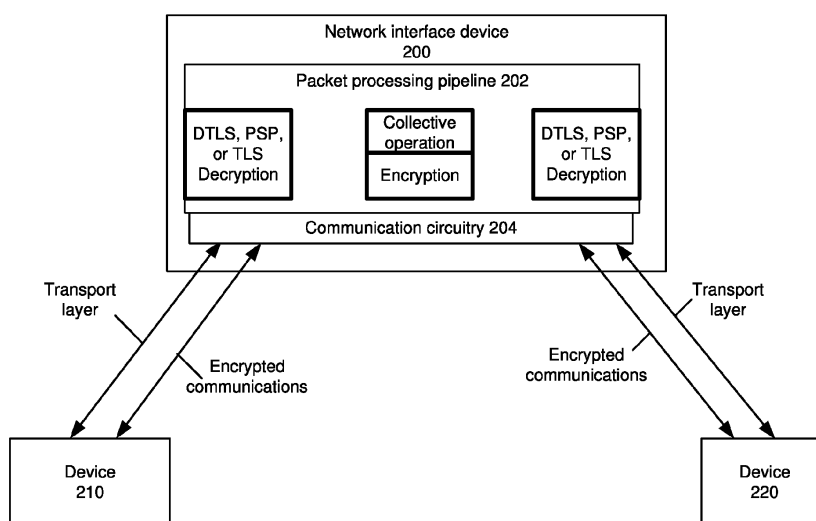 Network interface device
200
Packet processing pipeline 202
DTLS, PSP,
or TLS
Decryption
Collective
operation
Encryption
DTLS, PSP,
or TLS
Decryption
Communication circuitry 204
Transport
layer
Encrypted
communications
Encrypted
communications
Transport
layer
Device
210
Device
220